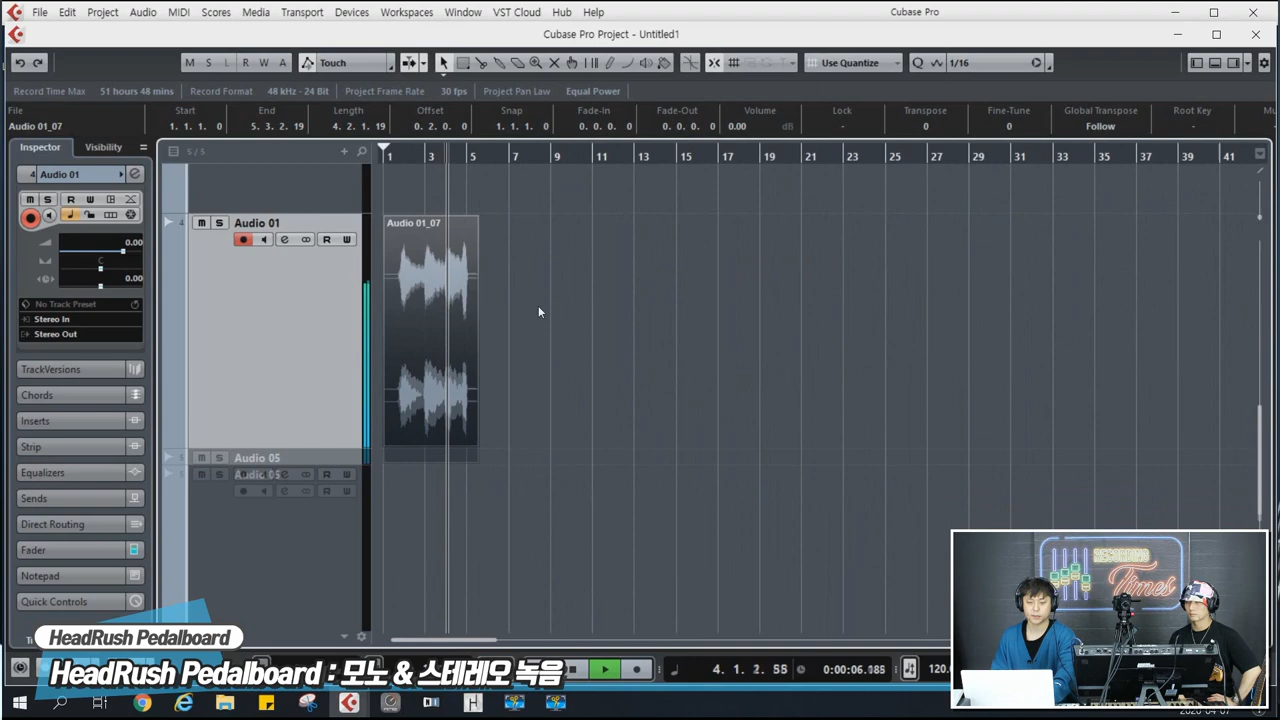 File Edit Project Audio MIDI Scores Media Transport Devices Workspaces Window VST Cloud Hub Help Cubase Pro
Cubase Pro Project - Untitled1
M S L R W A Touch Use Quantize Q 1/16
Record Time Max 51 hours 48 mins Record Format 48 kHz - 24 Bit Project Frame Rate 30 fps Project Pan Law Equal Power
File Start End Length Offset Snap Fade-In Fade-Out Volume Lock Transpose Fine-Tune Global Transpose Root Key
Audio 01_07 1. 1. 1. 0 5. 3. 2. 19 4. 2. 1. 19 0. 2. 0. 0 1. 1. 1. 0 0. 0. 0. 0 0. 0. 0. 0 0.00 dB - 0 0 Follow -
Inspector Visibility 5 / 5 1 3 5 7 9 11 13 15 17 19 21 23 25 27 29 31 33 35 37 39 41
4 Audio 01
M S R W
0.00
C
0.00
No Track Preset
Stereo In
Stereo Out
TrackVersions
Chords
Inserts
Strip
Equalizers
Sends
Direct Routing
Fader
Notepad
Quick Controls
4 M S Audio 01
R W
Audio 01_07
M S Audio 05
M S Audio 05
R W
RECORDING
Times
HeadRush Pedalboard
HeadRush Pedalboard : 모노 & 스테레오 녹음
4. 1. 2. 55 0:00:06.185 120.